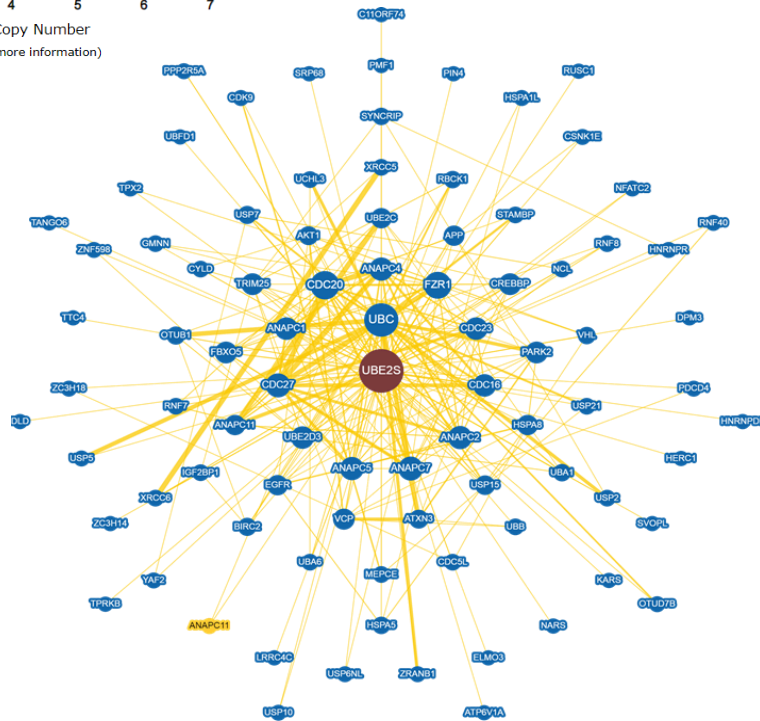 4 5 6 7
C11ORF74
Copy Number
more information)
PMF1
PPP2R5A
SRP68
PIN4
RUSC1
CDK9
HSPA1L
SYNCRIP
UBFD1
CSNK1E
XRCC5
UCHL3
RBCK1
TPX2
NFATC2
USP7
UBE2C
STAMBP
TANGO6
RNF40
AKT1
APP
GMNN
RNF8
ZNF598
HNRNPR
CYLD
ANAPC4
NCL
TRIM25
CDC20
FZR1
CREBBP
TTC4
UBC
DPM3
OTUB1
ANAPC1
CDC23
VHL
FBXO5
PARK2
UBE2S
ZC3H18
CDC27
CDC16
PDCD4
RNF7
USP21
DLD
ANAPC11
HSPA8
HNRNPD
UBE2D3
ANAPC2
USP5
HERC1
IGF2BP1
ANAPC5
ANAPC7
UBA1
EGFR
USP15
XRCC6
USP2
ZC3H14
BIRC2
VCP
ATXN3
UBB
SVOPL
UBA6
CDC5L
MEPCE
YAF2
KARS
TPRKB
OTUD7B
ANAPC11
HSPA5
NARS
LRRC4C
ELMO3
USP6NL
ZRANB1
USP10
ATP6V1A